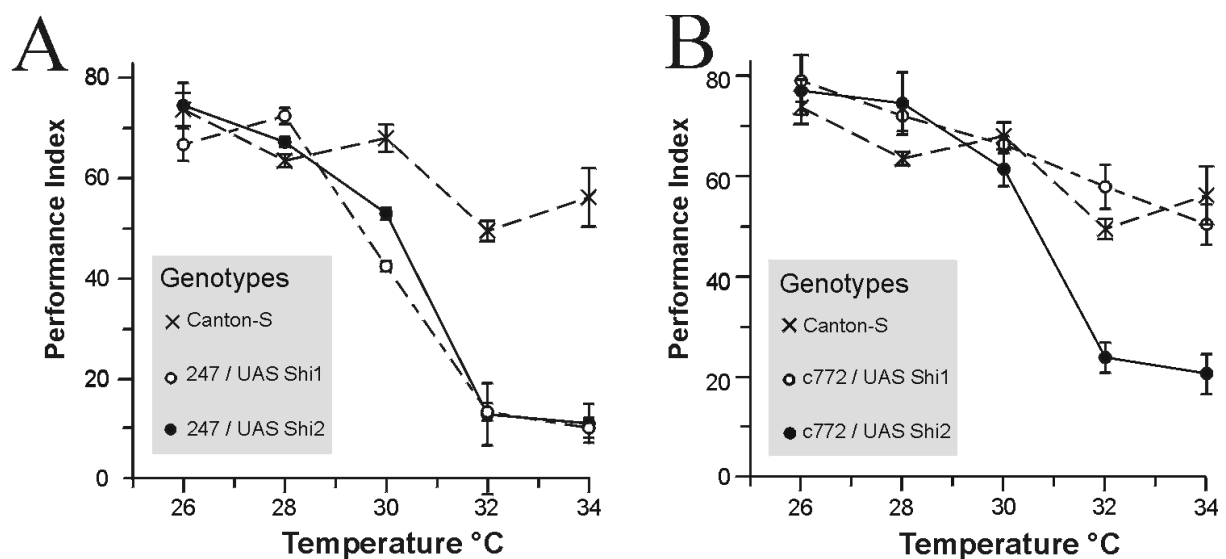 A
Performance Index
80
60
40
20
0
Genotypes
Canton-S
247 / UAS Shi1
247 / UAS Shi2
26 28 30 32 34
Temperature °C
B
Performance Index
80
60
40
20
0
Genotypes
Canton-S
c772 / UAS Shi1
c772 / UAS Shi2
26 28 30 32 34
Temperature °C